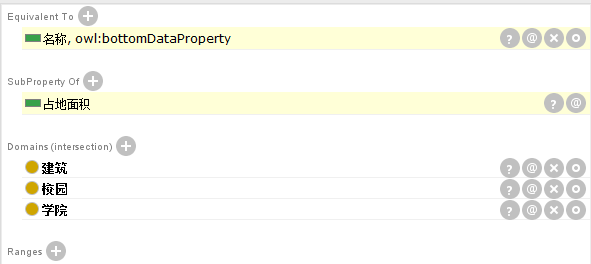 Equivalent To
名称, owl:bottomDataProperty
SubProperty Of
占地面积
Domains (intersection)
建筑
校园
学院
Ranges